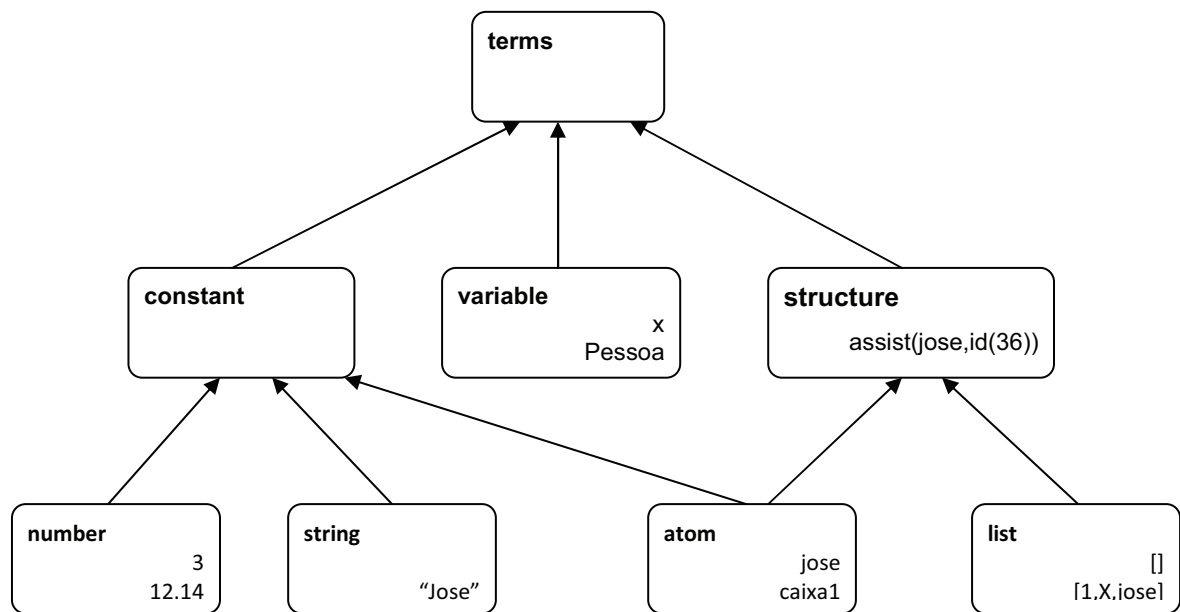 terms
constant
variable
x
Pessoa
structure
assist(jose,id(36))
number
3
12.14
string
“Jose”
atom
jose
caixa1
list
[]
[1,X,jose]